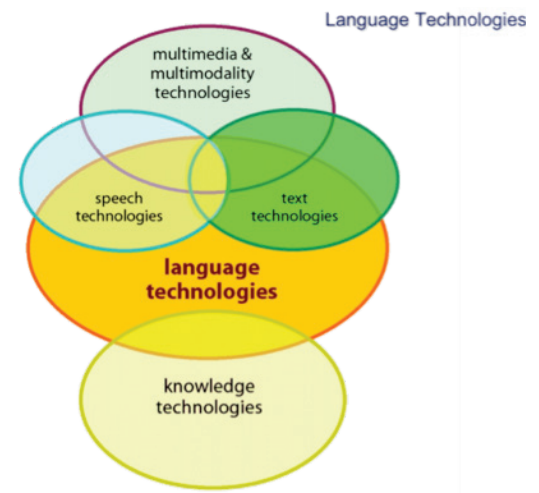 Language Technologies
multimedia &
multimodality
technologies
speech
technologies
text
technologies
language
technologies
knowledge
technologies